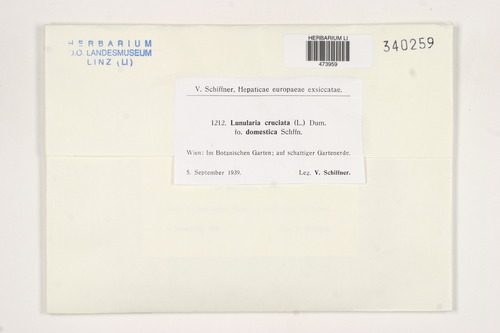 HERBARIUM
O.Ö. LANDESMUSEUM
LINZ (LI)
HERBARIUM LI
473959
340259
V. Schiffner, Hepaticae europaeae exsiccatae.
1212. Lunularia cruciata (L.) Dum.
fo. domestica Schffn.
Wien: Im Botanischen Garten; auf schattiger Gartenerde.
5. September 1939.
Leg. V. Schiffner.